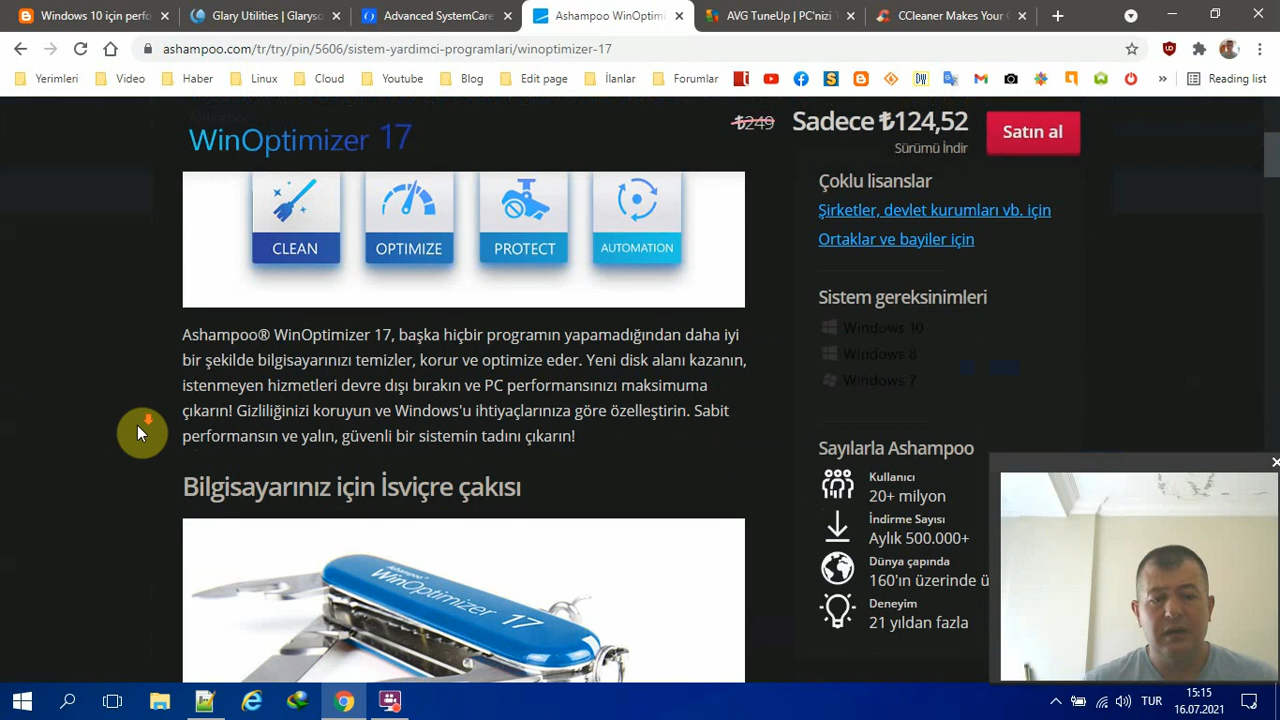 Windows 10 için perfo
Glary Utilities | Glaryso
Advanced SystemCare
Ashampoo WinOptimi
AVG TuneUp | PC'nizi T
CCleaner Makes Your C
ashampoo.com/tr/try/pin/5606/sistem-yardimci-programlari/winoptimizer-17
Yerimleri
Video
Haber
Linux
Cloud
Youtube
Blog
Edit page
İlanlar
Forumlar
Reading list
WinOptimizer 17
₺249
Sadece ₺124,52
Sürümü İndir
Satın al
CLEAN
OPTIMIZE
PROTECT
AUTOMATION
Ashampoo® WinOptimizer 17, başka hiçbir programın yapamadığından daha iyi
bir şekilde bilgisayarınızı temizler, korur ve optimize eder. Yeni disk alanı kazanın,
istenmeyen hizmetleri devre dışı bırakın ve PC performansınızı maksimuma
çıkarın! Gizliliğinizi koruyun ve Windows'u ihtiyaçlarınıza göre özelleştirin. Sabit
performansın ve yalın, güvenli bir sistemin tadını çıkarın!
Bilgisayarınız için İsviçre çakısı
Ashampoo
WinOptimizer 17
Çoklu lisanslar
Şirketler, devlet kurumları vb. için
Ortaklar ve bayiler için
Sistem gereksinimleri
Windows 10
Windows 8
Windows 7
Sayılarla Ashampoo
Kullanıcı
20+ milyon
İndirme Sayısı
Aylık 500.000+
Dünya çapında
160'ın üzerinde ü
Deneyim
21 yıldan fazla
TUR
15:15
16.07.2021